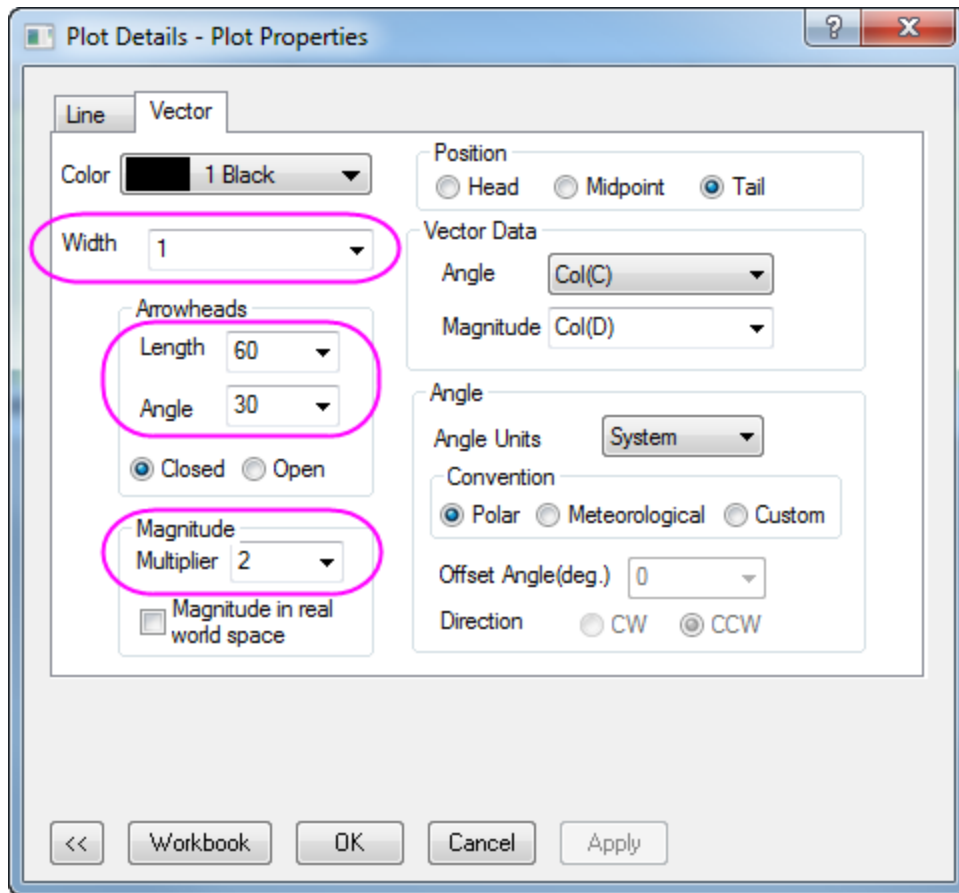 Plot Details - Plot Properties
?
X
Line
Vector
Color
1 Black
Width
1
Arrowheads
Length
60
Angle
30
Closed
Open
Magnitude
Multiplier
2
Magnitude in real
world space
Position
Head
Midpoint
Tail
Vector Data
Angle
Col(C)
Magnitude
Col(D)
Angle
Angle Units
System
Convention
Polar
Meteorological
Custom
Offset Angle(deg.)
0
Direction
CW
CCW
<<
Workbook
OK
Cancel
Apply